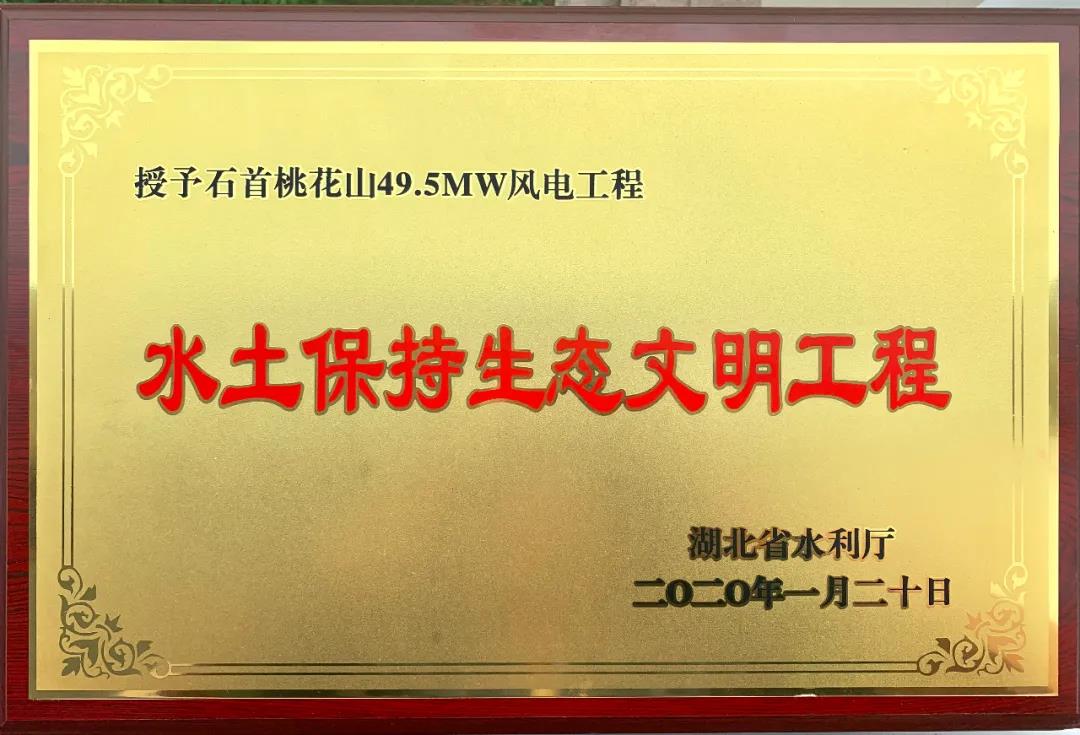 授予石首桃花山49.5MW风电工程
水土保持生态文明工程
湖北省水利厅
二O二O年一月二十日